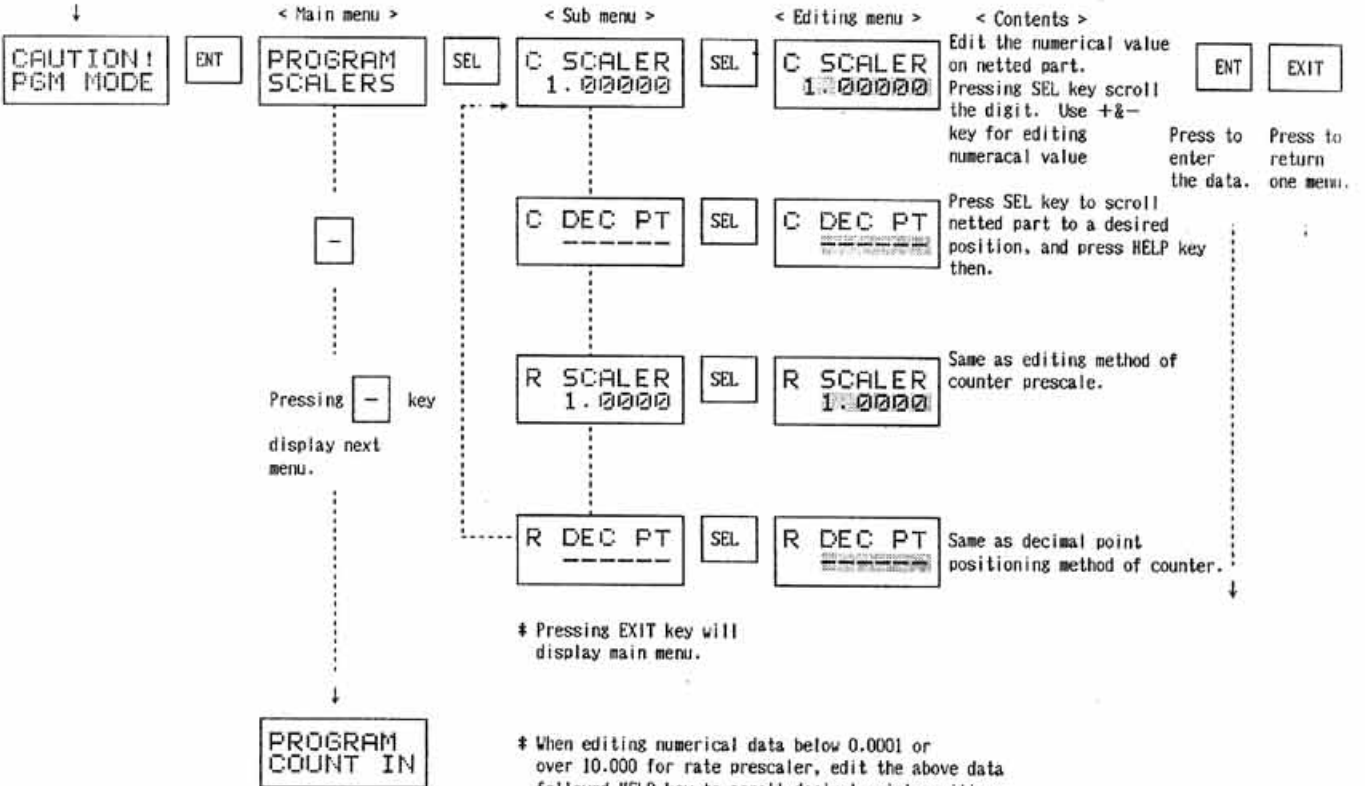 < Main menu >
< Sub menu >
< Editing menu >
< Contents >
CAUTION!
PGM MODE
ENT
PROGRAM
SCALERS
SEL
C SCALER
1.00000
SEL
C SCALER
1.00000
Edit the numerical value
on netted part.
Pressing SEL key scroll
the digit. Use +&-
key for editing
numeracal value
ENT
EXIT
Press to
enter
the data.
Press to
return
one menu.
-
C DEC PT
------
SEL
C DEC PT
------
Press SEL key to scroll
netted part to a desired
position, and press HELP key
then.
Pressing - key
display next
menu.
R SCALER
1.0000
SEL
R SCALER
1.0000
Same as editing method of
counter prescale.
R DEC PT
------
SEL
R DEC PT
------
Same as decimal point
positioning method of counter.
‡ Pressing EXIT key will
display main menu.
PROGRAM
COUNT IN
‡ When editing numerical data below 0.0001 or
over 10.000 for rate prescaler, edit the above data